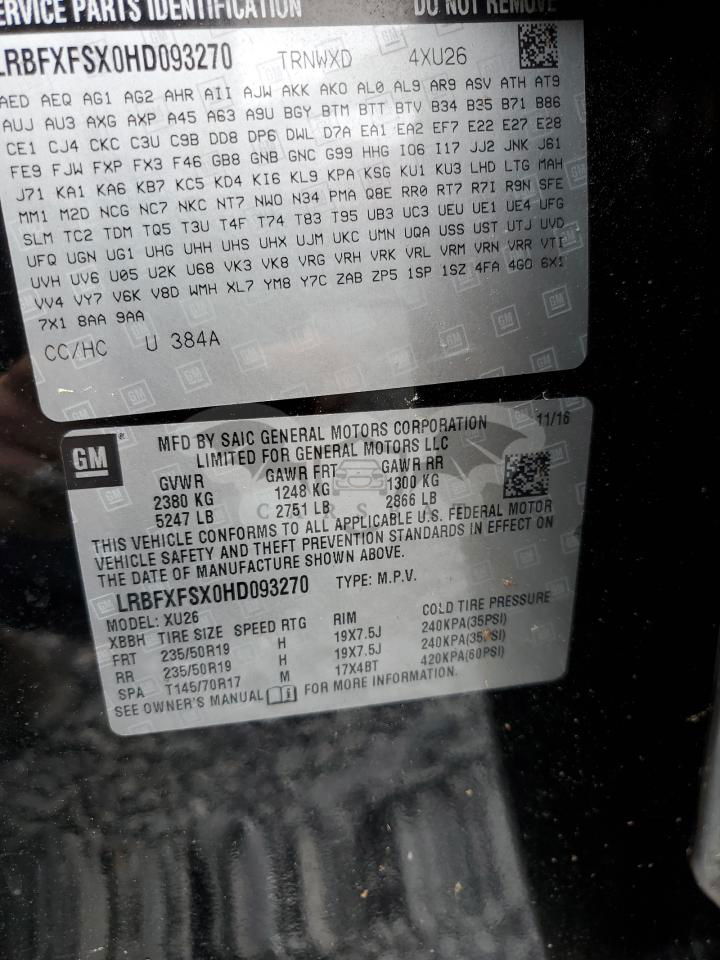 SERVICE PARTS IDENTIFICATION DO NOT REMOVE
LRBFXFSX0HD093270 TRNWXD 4XU26
AED AEQ AG1 AG2 AHR AII AJW AKK AKO AL0 AL9 AR9 ASV ATH AT9
AUJ AU3 AXG AXP A45 A63 A9U BGY BTM BTT BTV B34 B35 B71 B86
CE1 CJ4 CKC C3U C9B DD8 DP6 DWL D7A EA1 EA2 EF7 E22 E27 E28
FE9 FJW FXP FX3 F46 GB8 GNB GNC G99 HHG I06 I17 JJ2 JNK J61
J71 KA1 KA6 KB7 KC5 KD4 KI6 KL9 KPA KSG KU1 KU3 LHD LTG MAH
MM1 M2D NCG NC7 NKC NT7 NWO N34 PMA Q8E RR0 RT7 R7I R9N SFE
SLM TC2 TDM TQ5 T3U T4F T74 T83 T95 UB3 UC3 UEU UE1 UE4 UFG
UFQ UGN UG1 UHG UHH UHS UHX UJM UKC UMN UQA USS UST UTJ UVD
UVH UV6 U05 U2K U68 VK3 VK8 VRG VRH VRK VRL VRM VRN VRR VTI
VV4 VY7 V6K V8D WMH XL7 YM8 Y7C ZAB ZP5 1SP 1SZ 4FA 4GO 6X1
7X1 8AA 9AA
CC/HC U 384A
GM
MFD BY SAIC GENERAL MOTORS CORPORATION 11/16
LIMITED FOR GENERAL MOTORS LLC
GVWR GAWR FRT GAWR RR
2380 KG 1248 KG 1300 KG
5247 LB 2751 LB 2866 LB
THIS VEHICLE CONFORMS TO ALL APPLICABLE U.S. FEDERAL MOTOR
VEHICLE SAFETY AND THEFT PREVENTION STANDARDS IN EFFECT ON
THE DATE OF MANUFACTURE SHOWN ABOVE.
LRBFXFSX0HD093270 TYPE: M.P.V.
MODEL: XU26
XBBH TIRE SIZE SPEED RTG RIM COLD TIRE PRESSURE
FRT 235/50R19 H 19X7.5J 240KPA(35PSI)
RR 235/50R19 H 19X7.5J 240KPA(35PSI)
SPA T145/70R17 M 17X4BT 420KPA(60PSI)
SEE OWNER'S MANUAL FOR MORE INFORMATION.